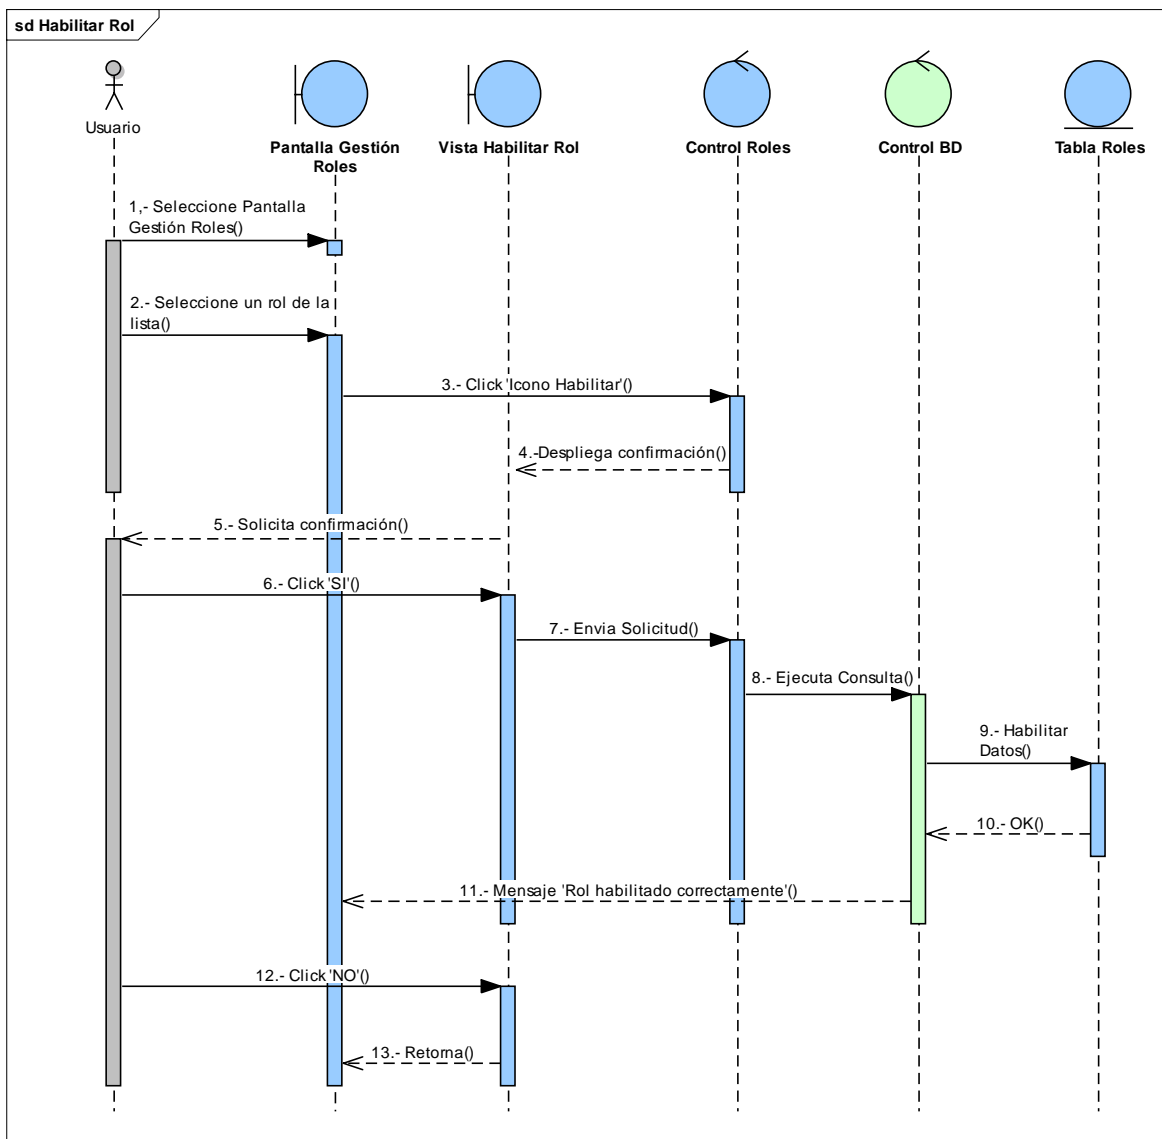 sd Habilitar Rol
Usuario
Pantalla Gestión
Roles
Vista Habilitar Rol
Control Roles
Control BD
Tabla Roles
1,- Seleccione Pantalla
Gestión Roles()
2.- Seleccione un rol de la
lista()
3.- Click 'Icono Habilitar'()
4.-Despliega confirmación()
5.- Solicita confirmación()
6.- Click 'SI'()
7.- Envia Solicitud()
8.- Ejecuta Consulta()
9.- Habilitar
Datos()
10.- OK()
11.- Mensaje 'Rol habilitado correctamente'()
12.- Click 'NO'()
13.- Retorna()